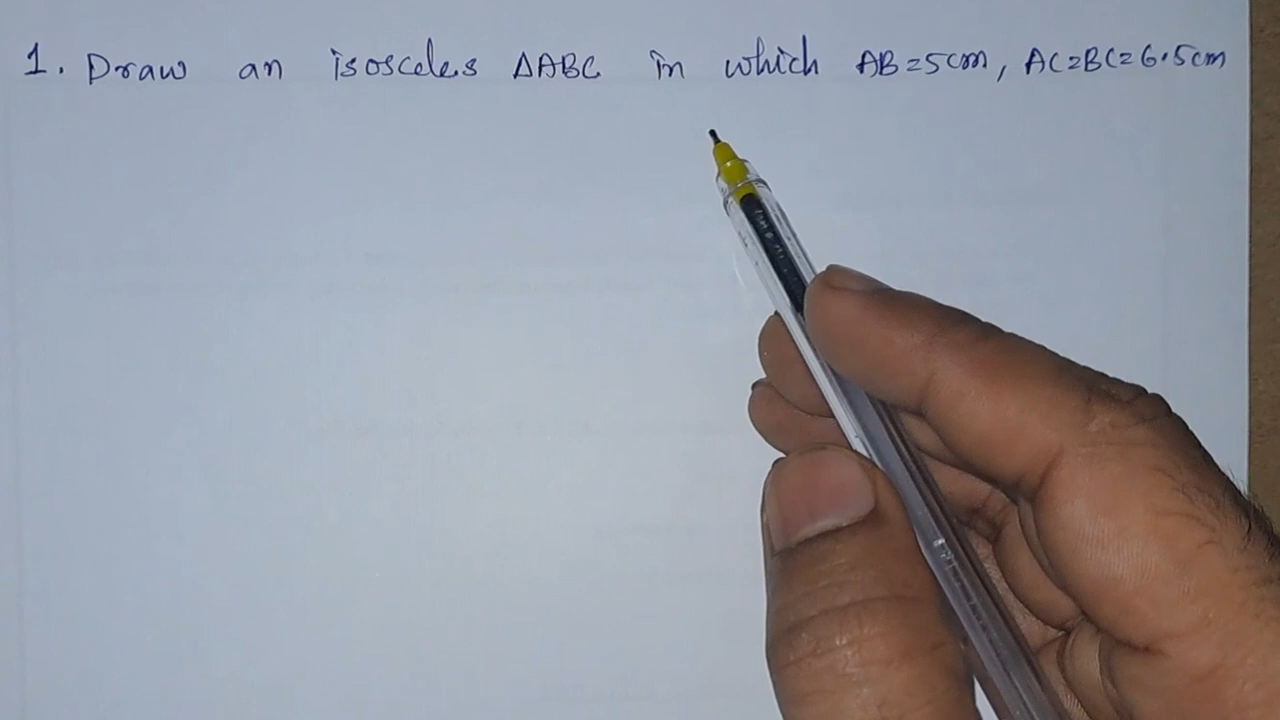 1. Draw an isosceles ΔABC in which AB=5cm, AC=BC=6.5cm